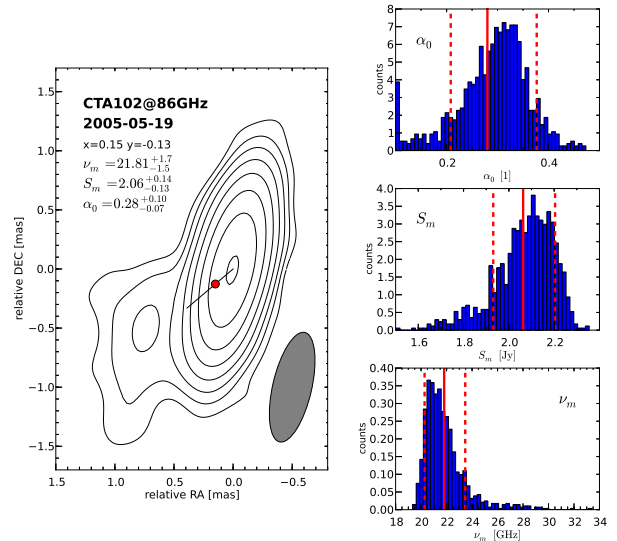 CTA102@86GHz
2005-05-19
x=0.15 y=-0.13
ν_m = 21.81^{+1.7}_{-1.5}
S_m = 2.06^{+0.14}_{-0.13}
α_0 = 0.28^{+0.10}_{-0.07}
relative DEC [mas]
1.5
1.0
0.5
0.0
−0.5
−1.0
−1.5
1.5 1.0 0.5 0.0 −0.5
relative RA [mas]
α_0
counts
8
7
6
5
4
3
2
1
0
0.2 0.4
α_0 [1]
S_m
counts
4.0
3.5
3.0
2.5
2.0
1.5
1.0
0.5
0.0
1.6 1.8 2.0 2.2
S_m [Jy]
ν_m
counts
0.40
0.35
0.30
0.25
0.20
0.15
0.10
0.05
0.00
18 20 22 24 26 28 30 32 34
ν_m [GHz]